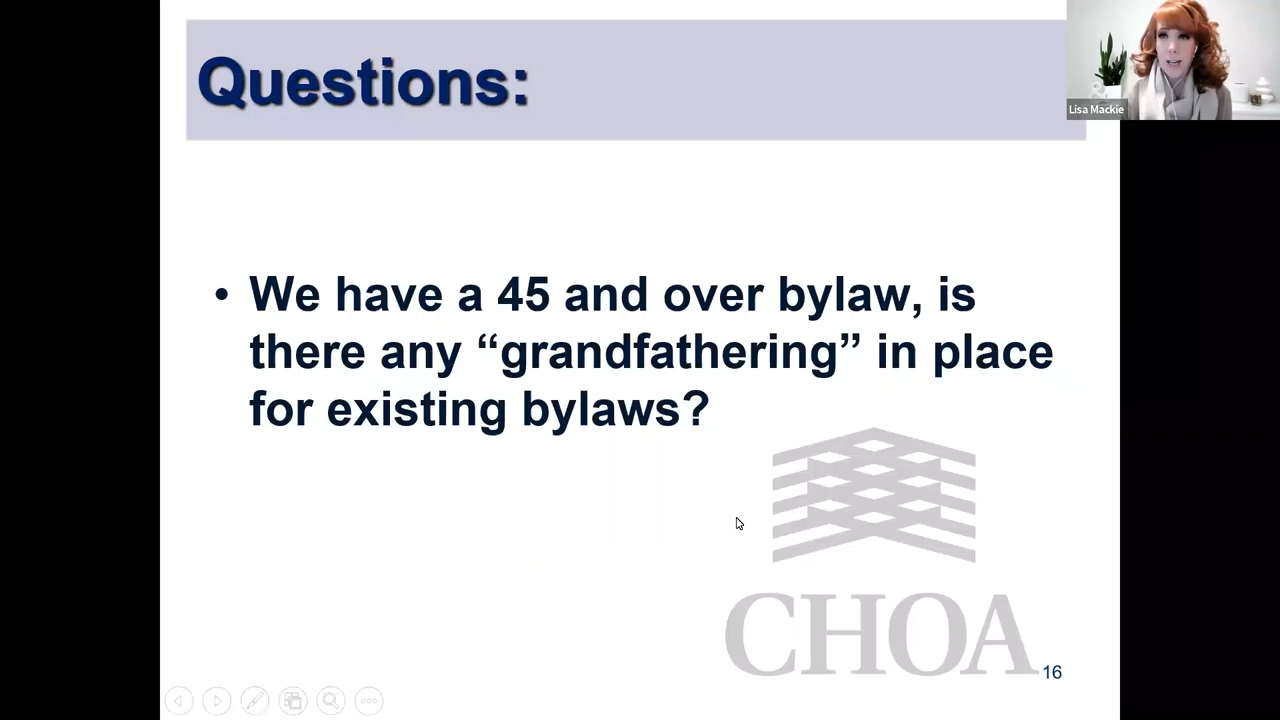 Questions:
Lisa Mackie
• We have a 45 and over bylaw, is
there any “grandfathering” in place
for existing bylaws?
CHOA
16